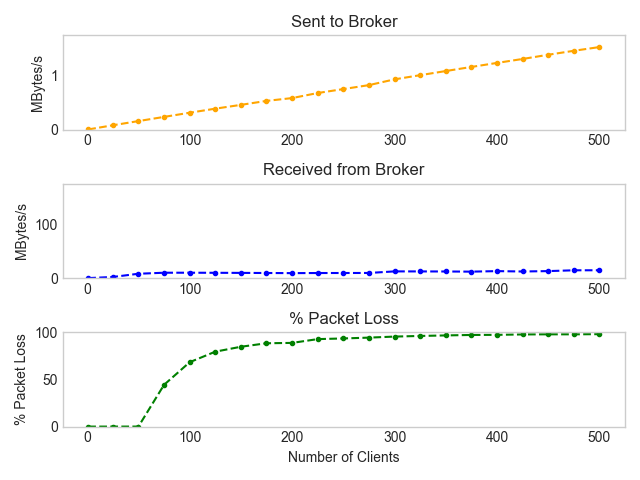 Sent to Broker
MBytes/s
1
0
0 100 200 300 400 500
Received from Broker
MBytes/s
100
0
0 100 200 300 400 500
% Packet Loss
% Packet Loss
100
50
0
0 100 200 300 400 500
Number of Clients